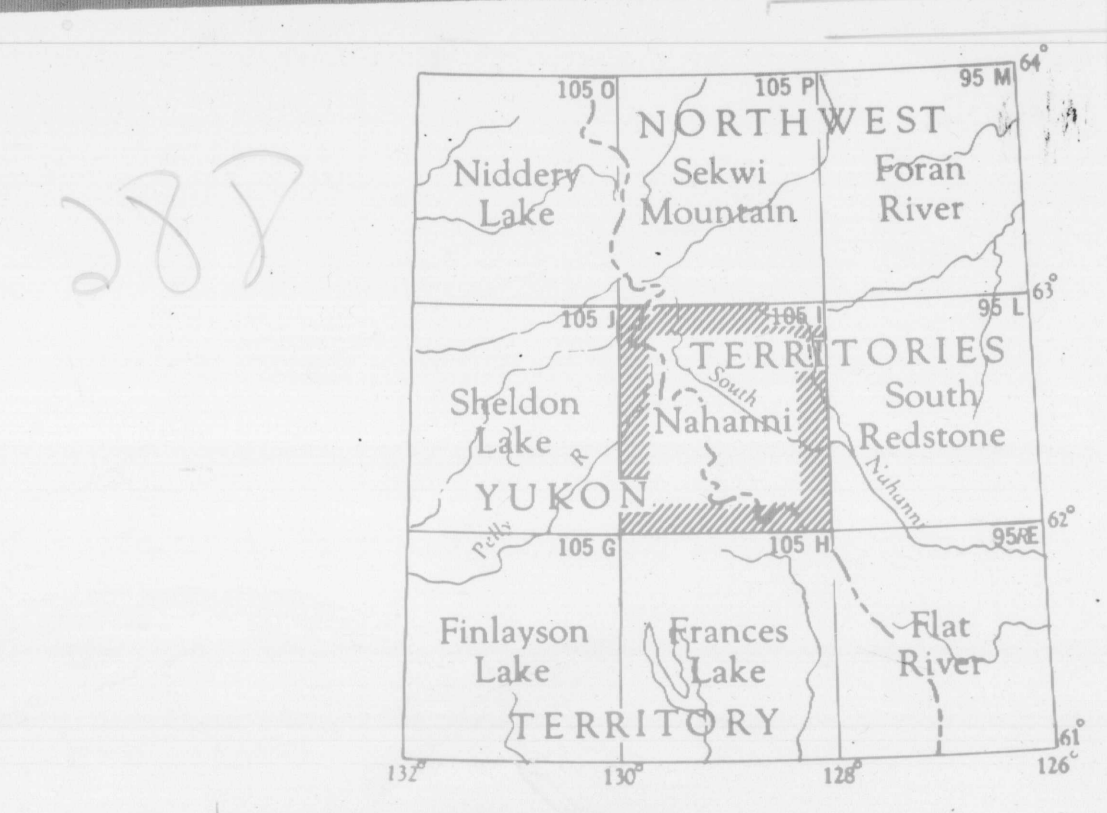 64°
105 O 105 P 95 M
NORTHWEST
Niddery Lake
Sekwi Mountain
Foran River
287
63°
105 J 105 I 95 L
TERRITORIES
South
Sheldon Lake
Nahanni
South Redstone
R.
Nahanni
YUKON
Pelly
62°
105 G 105 H 95
Finlayson Lake
Frances Lake
Flat River
TERRITORY
61°
132° 130° 128° 126°